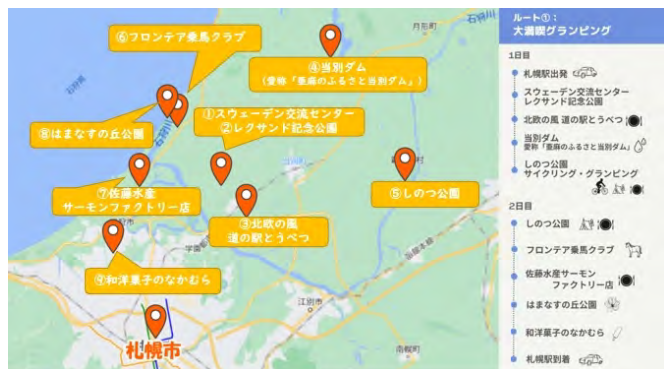 ⑥フロンテア乗馬クラブ
月形町
④当別ダム
(愛称「亜麻のふるさと当別ダム」)
石狩川
①スウェーデン交流センター
②レクサンド記念公園
⑧はまなすの丘公園
⑤しのつ公園
⑦佐藤水産
サーモンファクトリー店
③北欧の風
道の駅とうべつ
⑨和洋菓子のなかむら
江別市
札幌市
南幌町
ルート①:
大満喫グランピング
1日目
札幌駅出発
スウェーデン交流センター
レクサンド記念公園
北欧の風 道の駅とうべつ
当別ダム
愛称「亜麻のふるさと当別ダム」
しのつ公園
サイクリング・グランピング
2日目
しのつ公園
フロンテア乗馬クラブ
佐藤水産サーモン
ファクトリー店
はまなすの丘公園
和洋菓子のなかむら
札幌駅到着